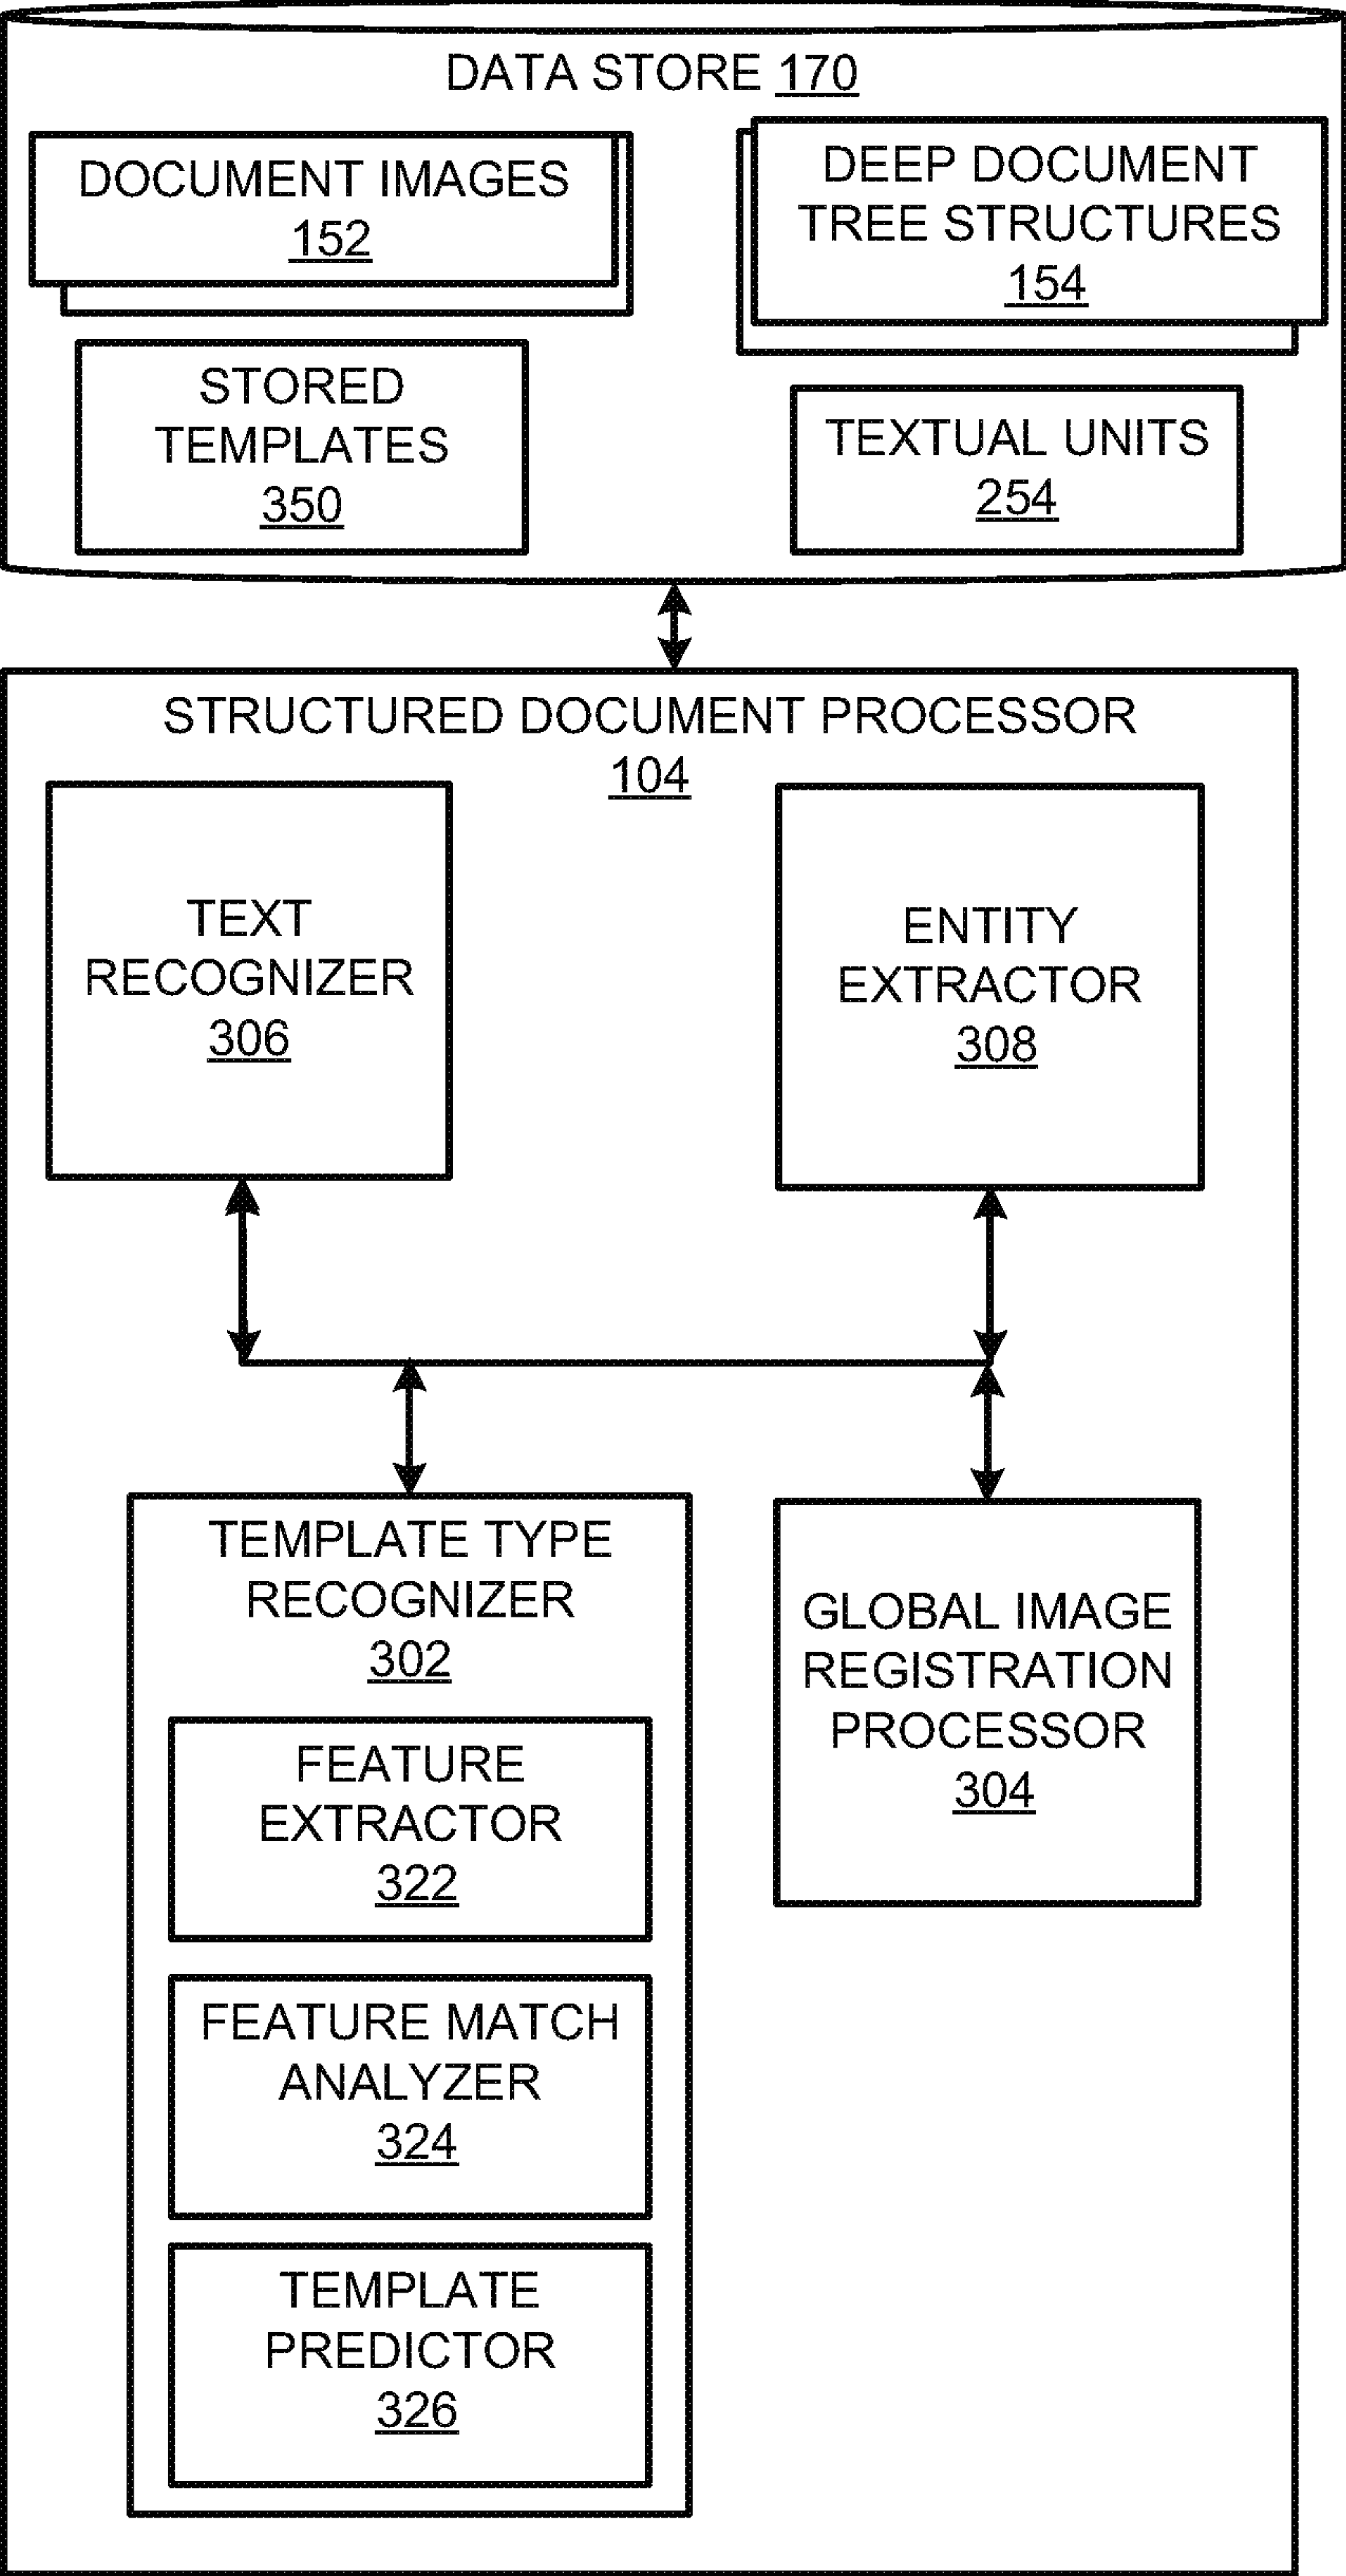 DATA STORE 170
DOCUMENT IMAGES
152
DEEP DOCUMENT
TREE STRUCTURES
154
STORED
TEMPLATES
350
TEXTUAL UNITS
254
STRUCTURED DOCUMENT PROCESSOR
104
TEXT
RECOGNIZER
306
ENTITY
EXTRACTOR
308
TEMPLATE TYPE
RECOGNIZER
302
FEATURE
EXTRACTOR
322
FEATURE MATCH
ANALYZER
324
TEMPLATE
PREDICTOR
326
GLOBAL IMAGE
REGISTRATION
PROCESSOR
304